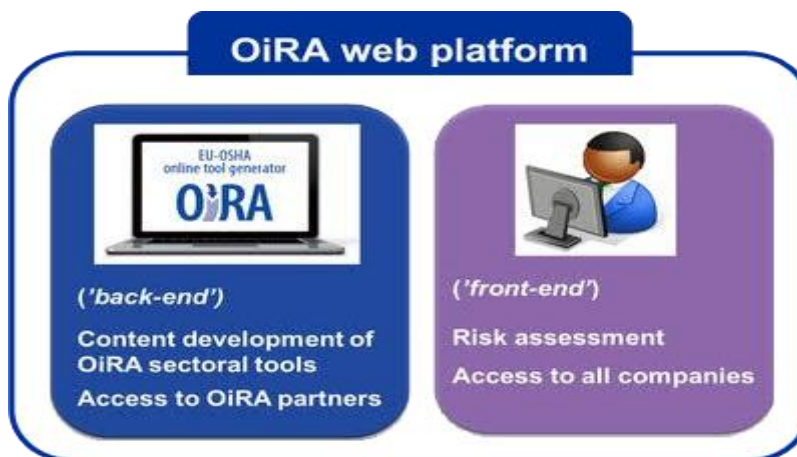 OiRA web platform
EU-OSHA
online tool generator
OiRA
('back-end')
Content development of
OiRA sectoral tools
Access to OiRA partners
('front-end')
Risk assessment
Access to all companies